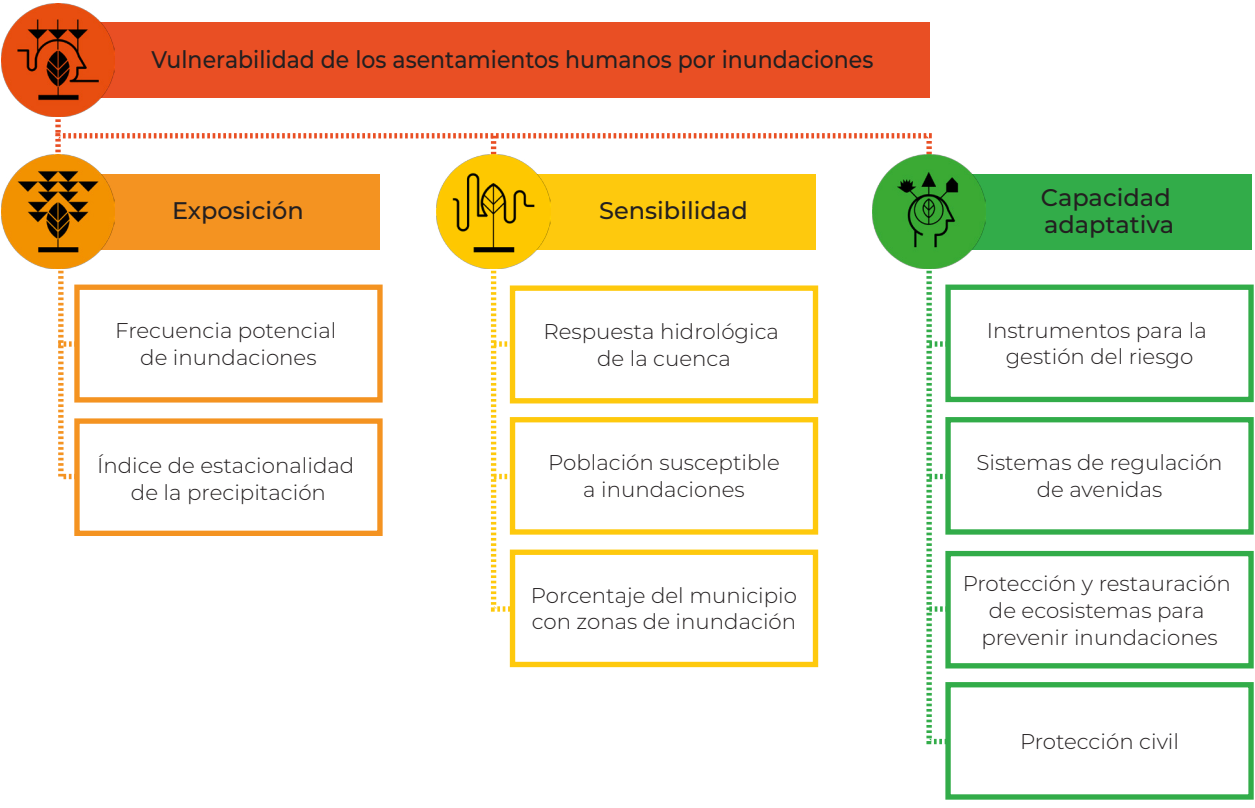 Vulnerabilidad de los asentamientos humanos por inundaciones
Exposición
Frecuencia potencial
de inundaciones
Índice de estacionalidad
de la precipitación
Sensibilidad
Respuesta hidrológica
de la cuenca
Población susceptible
a inundaciones
Porcentaje del municipio
con zonas de inundación
Capacidad
adaptativa
Instrumentos para la
gestión del riesgo
Sistemas de regulación
de avenidas
Protección y restauración
de ecosistemas para
prevenir inundaciones
Protección civil